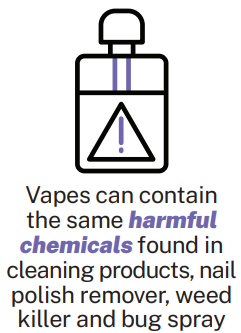 Vapes can contain
the same harmful
chemicals found in
cleaning products, nail
polish remover, weed
killer and bug spray